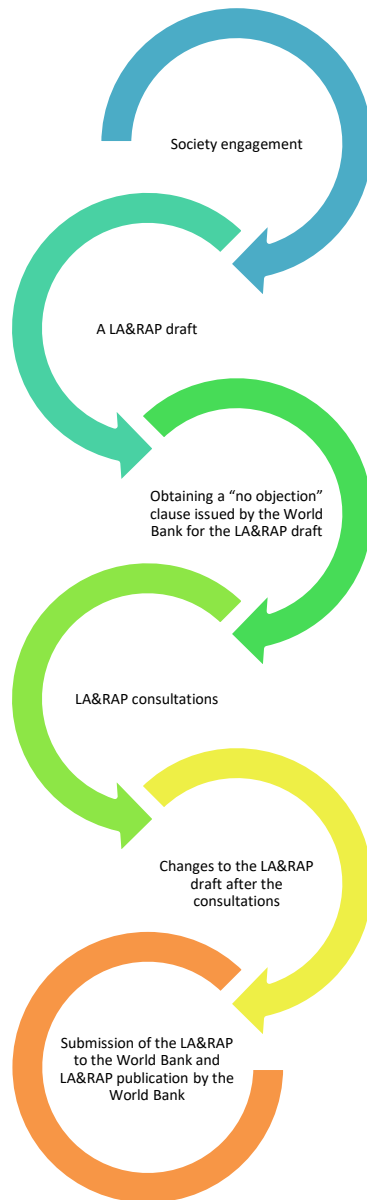 Society engagement
A LA&RAP draft
Obtaining a “no objection”
clause issued by the World
Bank for the LA&RAP draft
LA&RAP consultations
Changes to the LA&RAP
draft after the
consultations
Submission of the LA&RAP
to the World Bank and
LA&RAP publication by the
World Bank